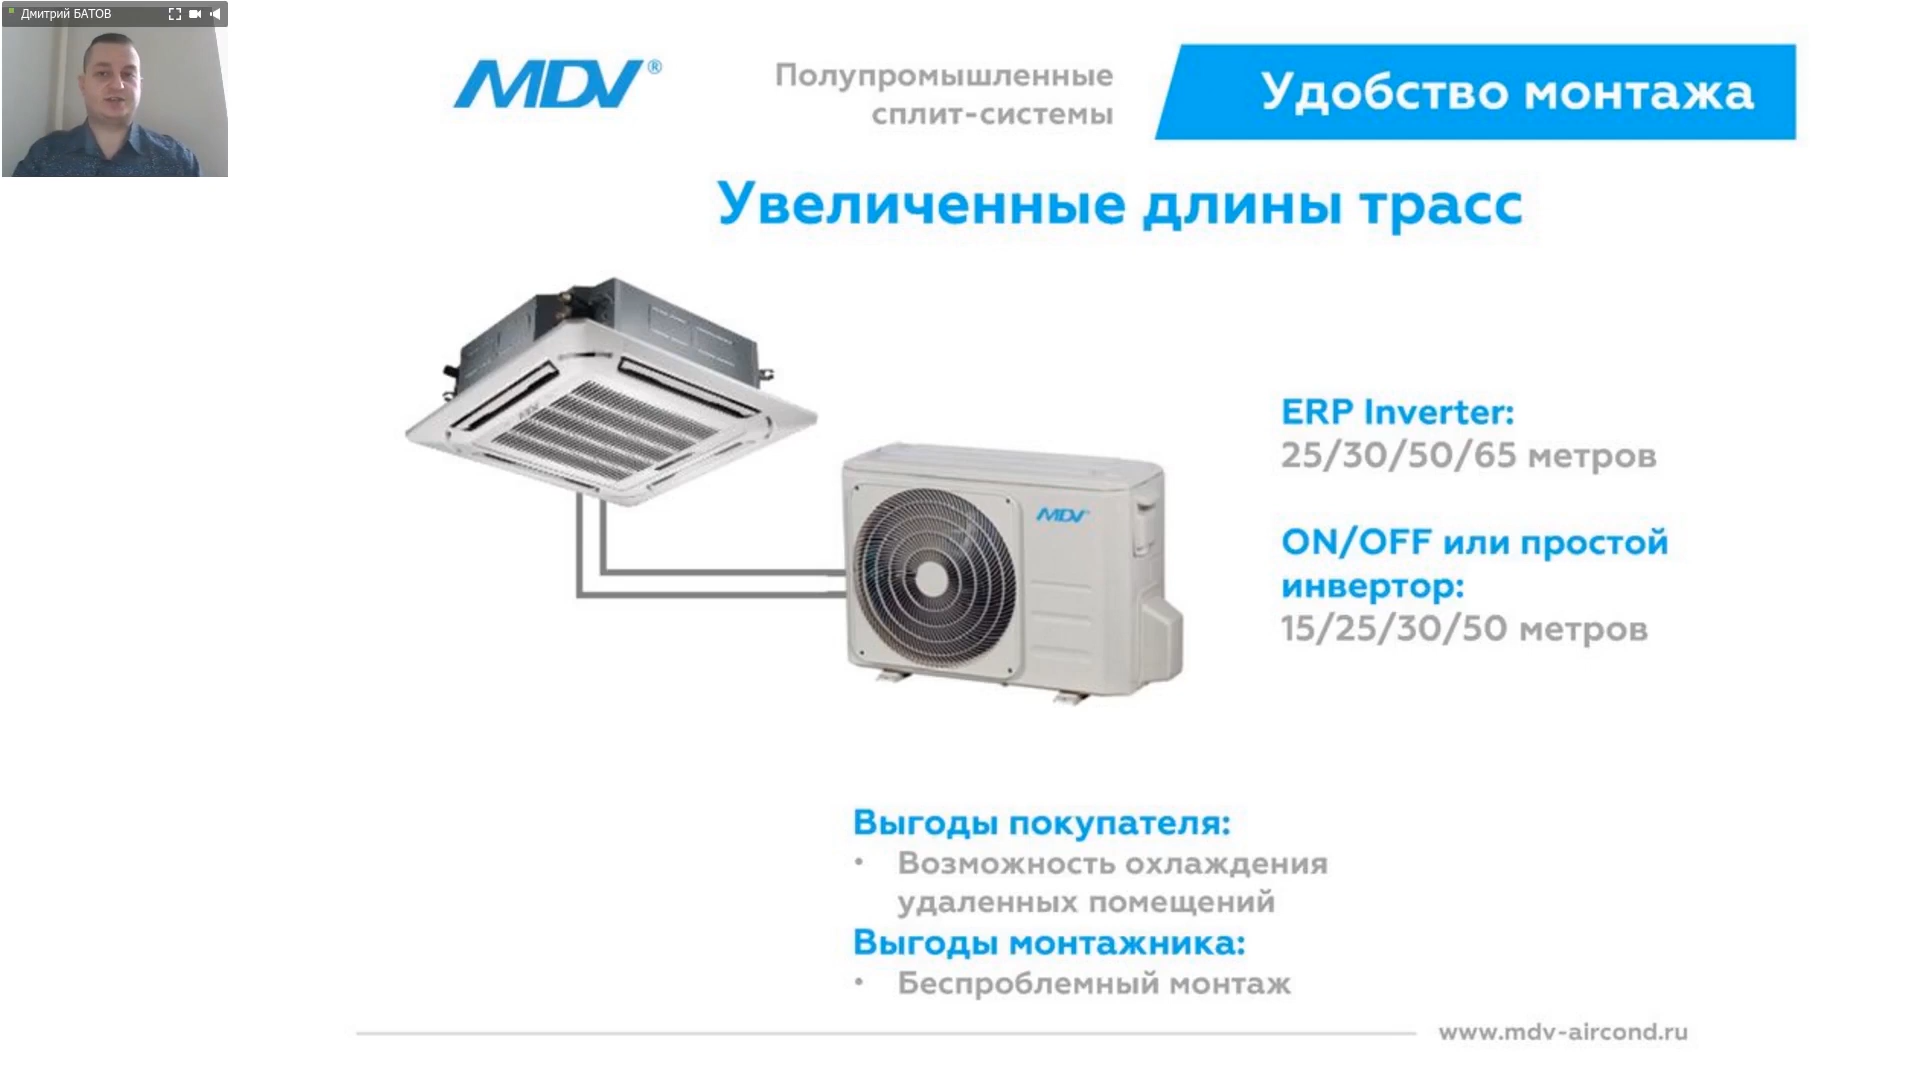 Дмитрий БАТОВ
MDV®
Полупромышленные
сплит-системы
Удобство монтажа
Увеличенные длины трасс
MDV
MDV
ERP Inverter:
25/30/50/65 метров
ON/OFF или простой
инвертор:
15/25/30/50 метров
Выгоды покупателя:
• Возможность охлаждения
удаленных помещений
Выгоды монтажника:
• Беспроблемный монтаж
www.mdv-aircond.ru